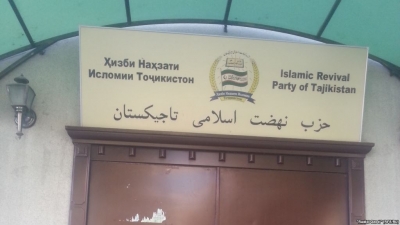 Ҳизби Наҳзати
Исломии Тоҷикистон
Islamic Revival
Party of Tajikistan
حزب نهضت اسلامی تاجیکستان